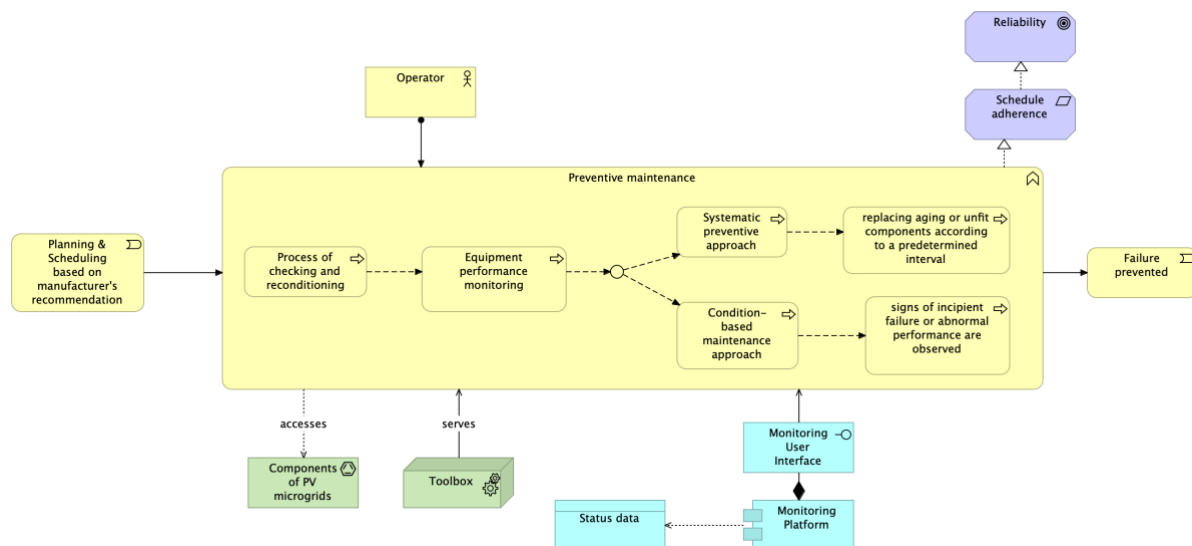 Reliability
Schedule
adherence
Operator
Preventive maintenance
Planning &
Scheduling
based on
manufacturer's
recommendation
Process of
checking and
reconditioning
Equipment
performance
monitoring
Systematic
preventive
approach
replacing aging or unfit
components according
to a predetermined
interval
Condition-
based
maintenance
approach
signs of incipient
failure or abnormal
performance are
observed
Failure
prevented
accesses
serves
Components
of PV
microgrids
Toolbox
Monitoring
User
Interface
Status data
Monitoring
Platform